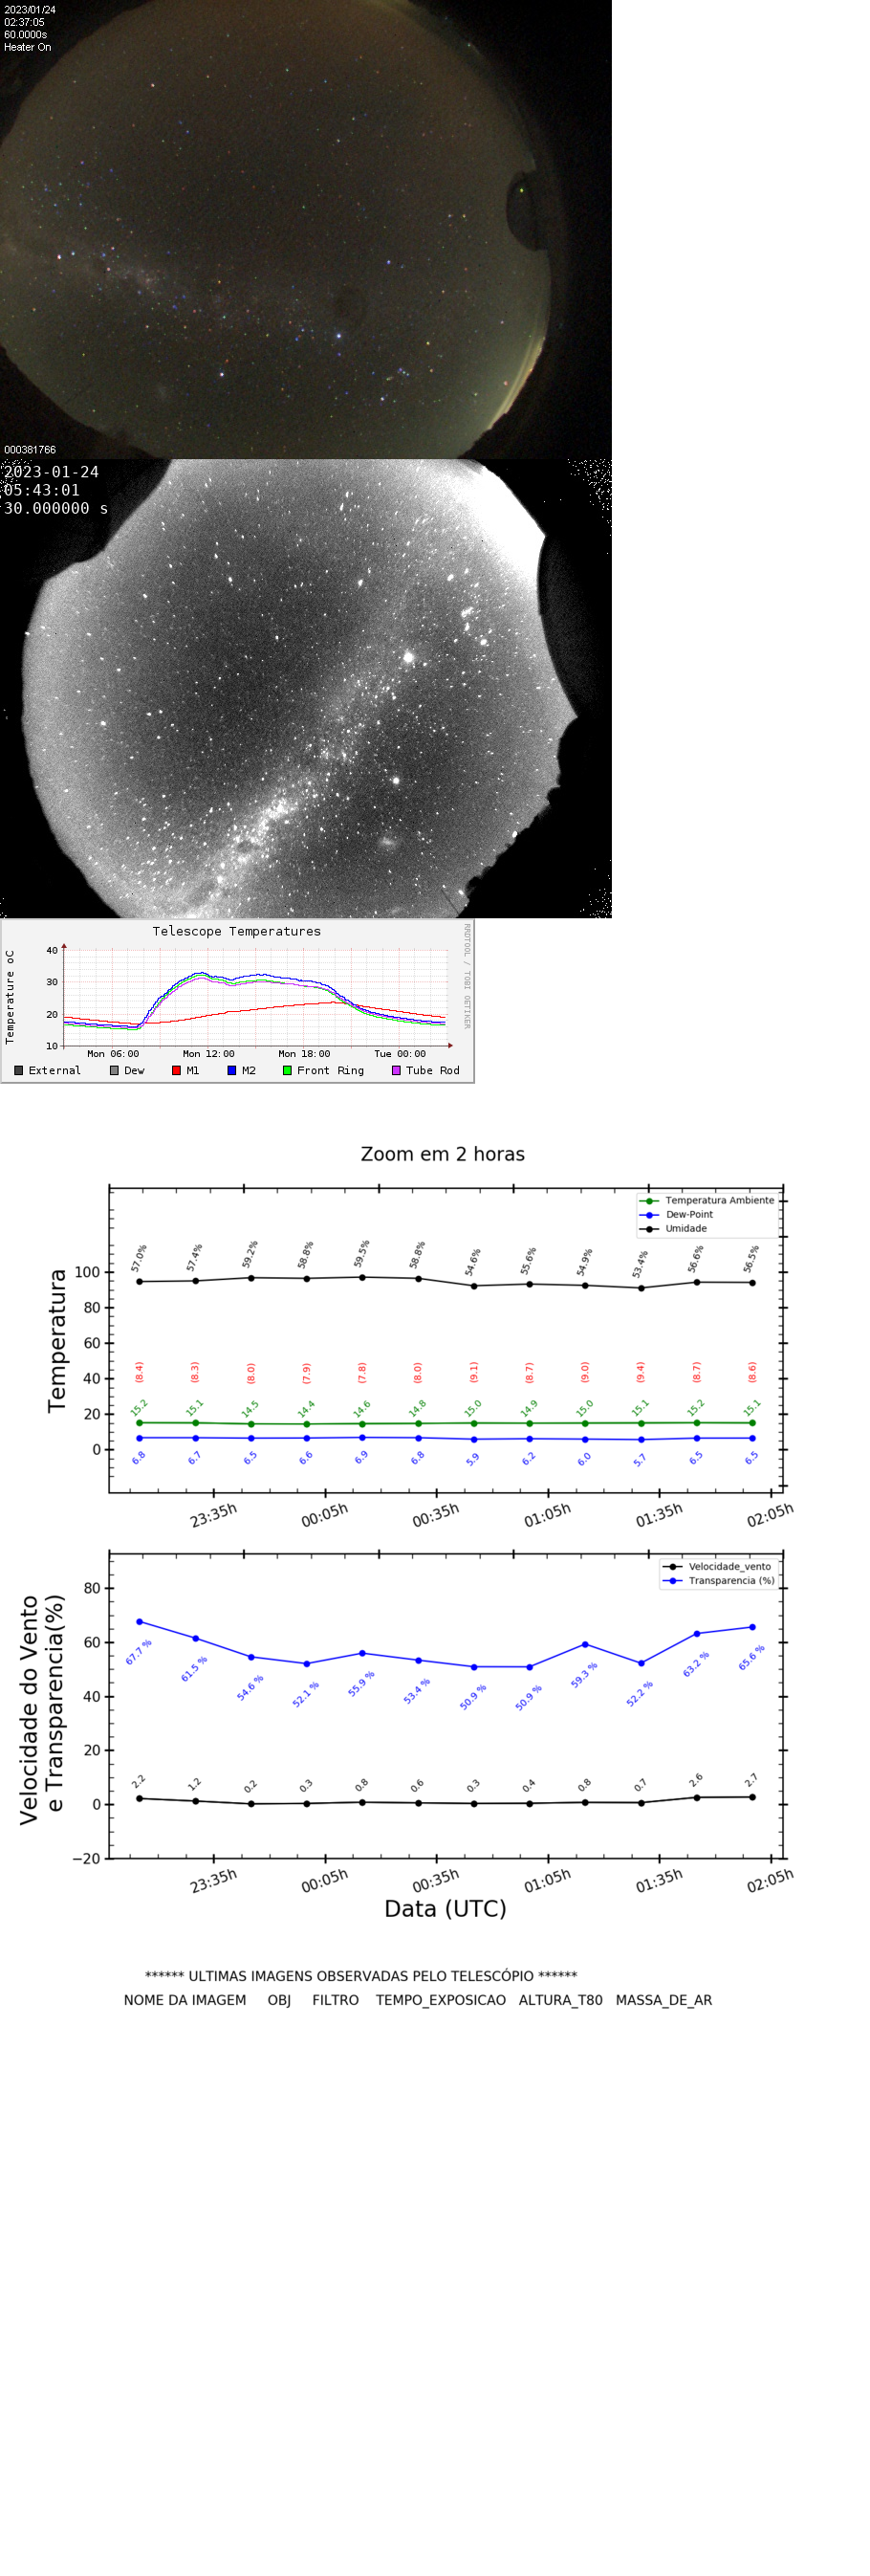 2023/01/24
02:37:05
60.0000s
Heater On
000381766
2023-01-24
05:43:01
30.000000 s
Telescope Temperatures
RRDTOOL / TOBI OETIKER
Temperature oC
40
30
20
10
Mon 06:00 Mon 12:00 Mon 18:00 Tue 00:00
External Dew M1 M2 Front Ring Tube Rod
Zoom em 2 horas
Temperatura Ambiente
Dew-Point
Umidade
Temperatura
100
80
60
40
20
0
57.0% 57.4% 59.2% 58.8% 59.5% 58.8% 54.6% 55.6% 54.9% 53.4% 56.6% 56.5%
(8.4) (8.3) (8.0) (7.9) (7.8) (8.0) (9.1) (8.7) (9.0) (9.4) (8.7) (8.6)
15.2 15.1 14.5 14.4 14.6 14.8 15.0 14.9 15.0 15.1 15.2 15.1
6.8 6.7 6.5 6.6 6.9 6.8 5.9 6.2 6.0 5.7 6.5 6.5
23:35h 00:05h 00:35h 01:05h 01:35h 02:05h
Velocidade_vento
Transparencia (%)
Velocidade do Vento
e Transparencia(%)
80
60
40
20
0
−20
67.7 % 61.5 % 54.6 % 52.1 % 55.9 % 53.4 % 50.9 % 50.9 % 59.3 % 52.2 % 63.2 % 65.6 %
2.2 1.2 0.2 0.3 0.8 0.6 0.3 0.4 0.8 0.7 2.6 2.7
23:35h 00:05h 00:35h 01:05h 01:35h 02:05h
Data (UTC)
****** ULTIMAS IMAGENS OBSERVADAS PELO TELESCÓPIO ******
NOME DA IMAGEM OBJ FILTRO TEMPO_EXPOSICAO ALTURA_T80 MASSA_DE_AR